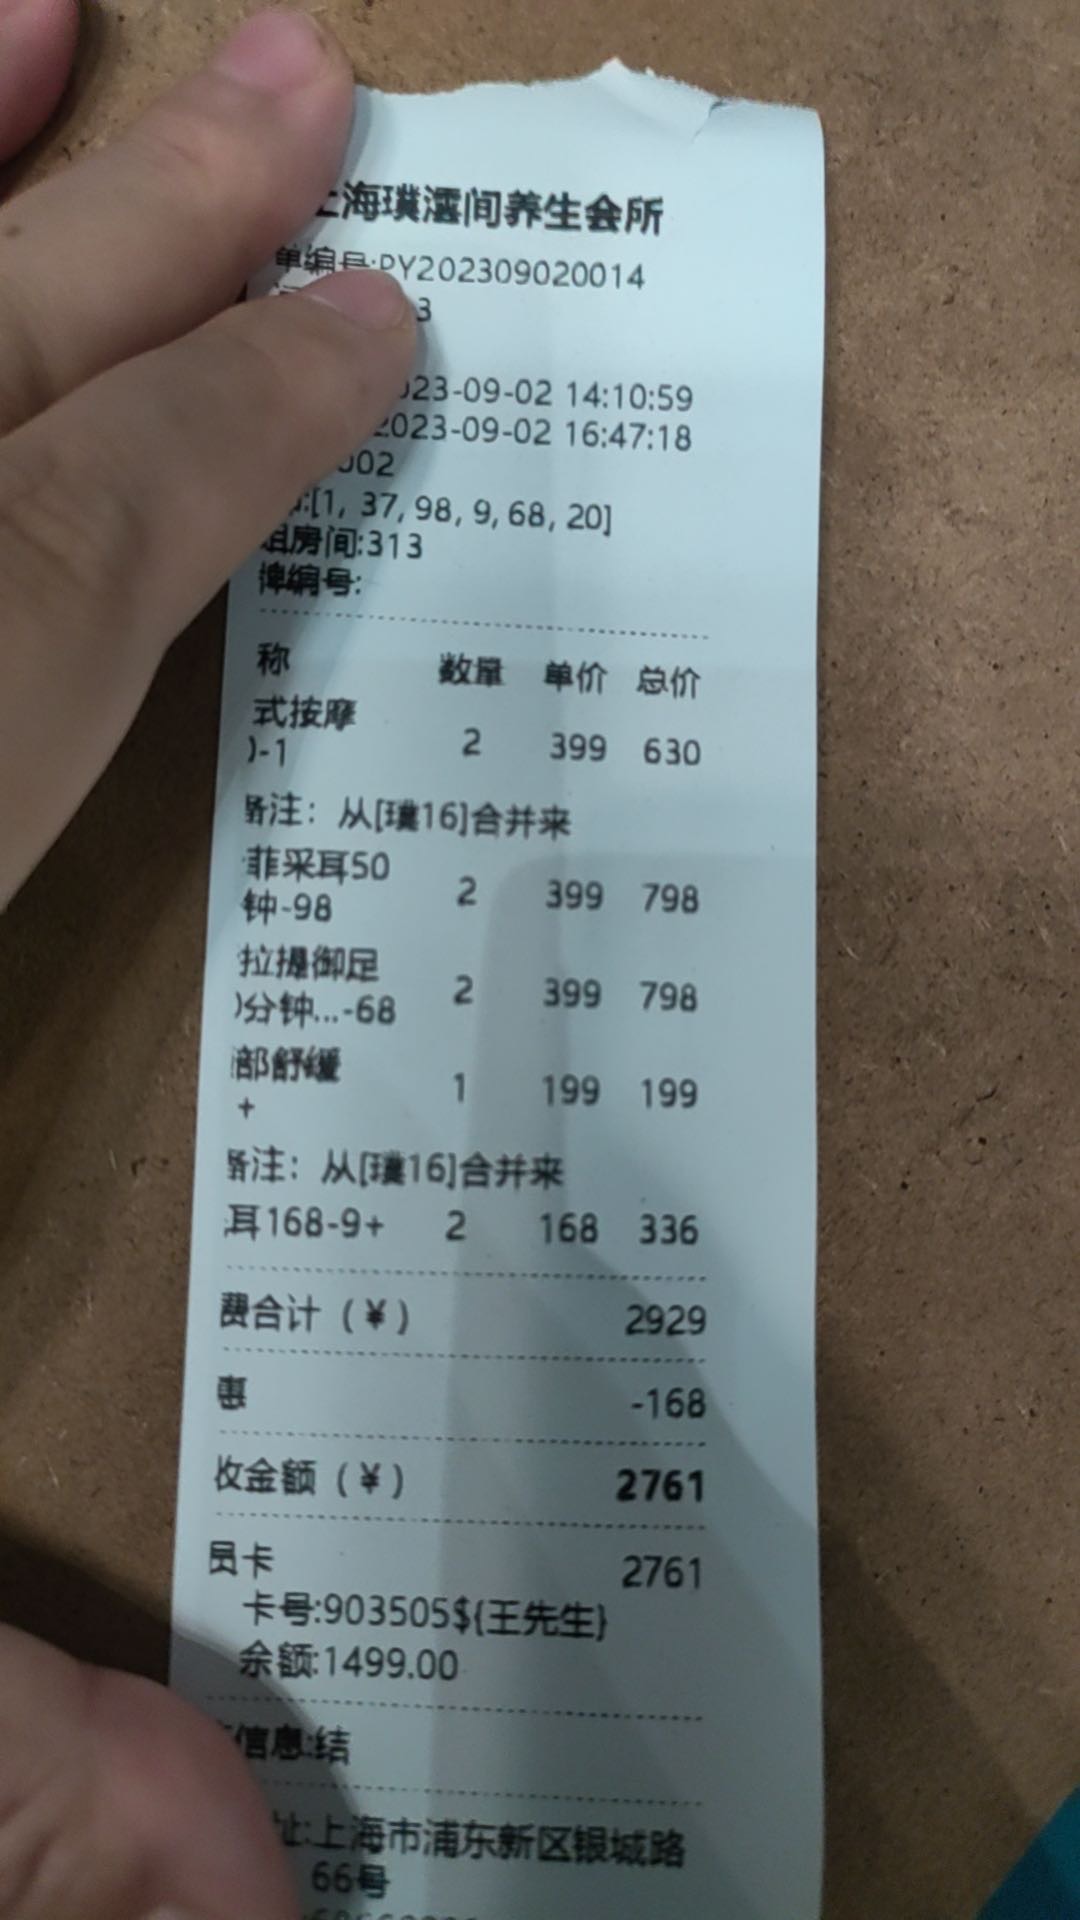 上海璞澐间养生会所
单编号:PY202309020014
3
023-09-02 14:10:59
2023-09-02 16:47:18
002
:[1, 37, 98, 9, 68, 20]
房间:313
牌编号:
称 数量 单价 总价
式按摩
)-1 2 399 630
备注：从[璞16]合并来
菲采耳50
钟-98 2 399 798
拉提御足
)分钟...-68 2 399 798
部舒缓
+ 1 199 199
备注：从[璞16]合并来
耳168-9+ 2 168 336
费合计（¥） 2929
惠 -168
收金额（¥） 2761
员卡 2761
卡号:903505${王先生}
余额:1499.00
信息:结
址:上海市浦东新区银城路
66号